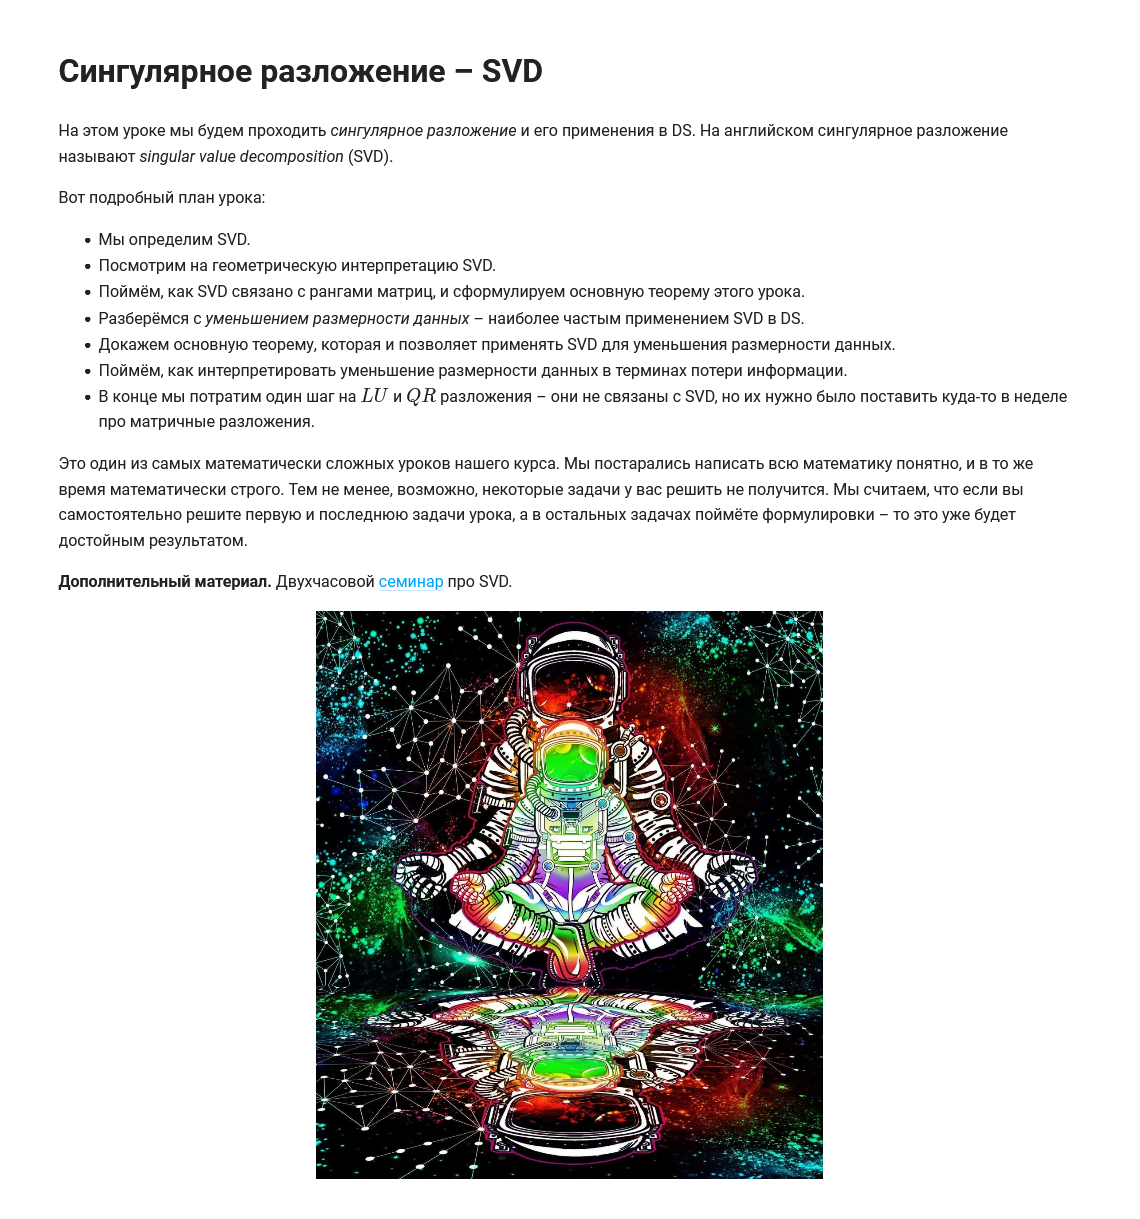 Сингулярное разложение – SVD
На этом уроке мы будем проходить сингулярное разложение и его применения в DS. На английском сингулярное разложение
называют singular value decomposition (SVD).
Вот подробный план урока:
• Мы определим SVD.
• Посмотрим на геометрическую интерпретацию SVD.
• Поймём, как SVD связано с рангами матриц, и сформулируем основную теорему этого урока.
• Разберёмся с уменьшением размерности данных – наиболее частым применением SVD в DS.
• Докажем основную теорему, которая и позволяет применять SVD для уменьшения размерности данных.
• Поймём, как интерпретировать уменьшение размерности данных в терминах потери информации.
• В конце мы потратим один шаг на LU и QR разложения – они не связаны с SVD, но их нужно было поставить куда-то в неделе
про матричные разложения.
Это один из самых математически сложных уроков нашего курса. Мы постарались написать всю математику понятно, и в то же
время математически строго. Тем не менее, возможно, некоторые задачи у вас решить не получится. Мы считаем, что если вы
самостоятельно решите первую и последнюю задачи урока, а в остальных задачах поймёте формулировки – то это уже будет
достойным результатом.
Дополнительный материал. Двухчасовой семинар про SVD.